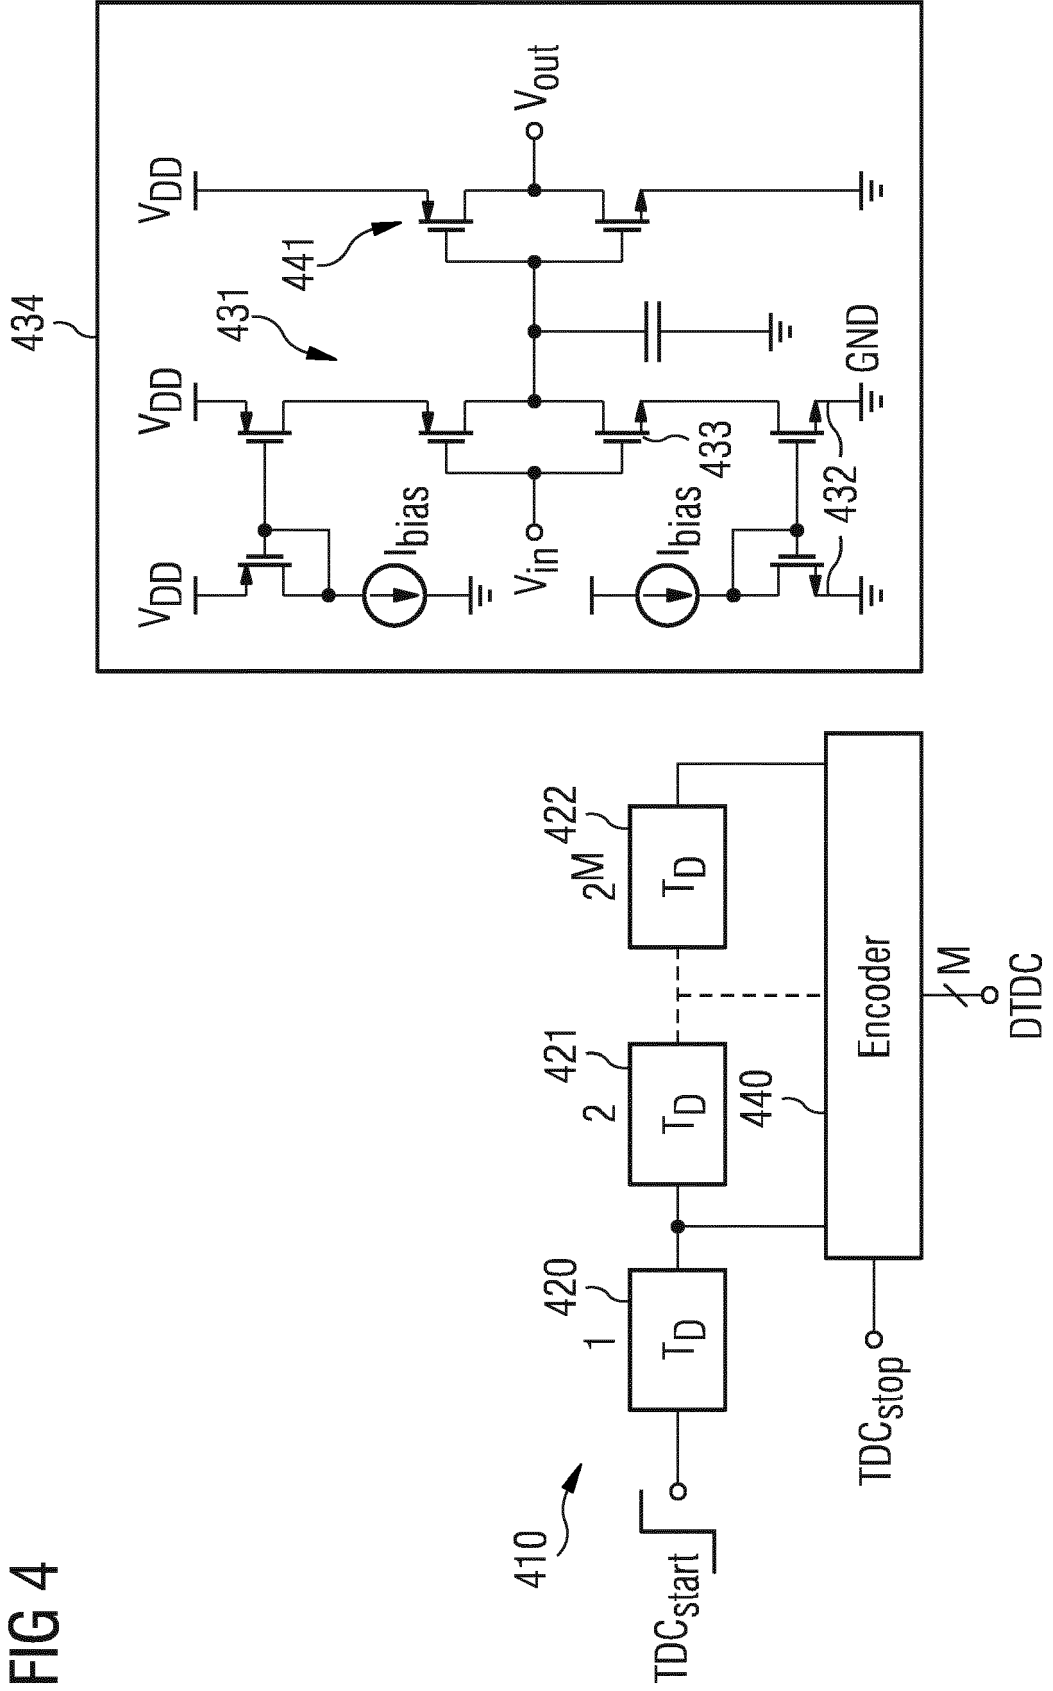 FIG 4
410
TDCstart
1
420
TD
2
421
TD
2M
422
TD
440
Encoder
TDCstop
M
DTDC
434
VDD
VDD
VDD
431
441
Ibias
Vin
Ibias
433
432
GND
Vout